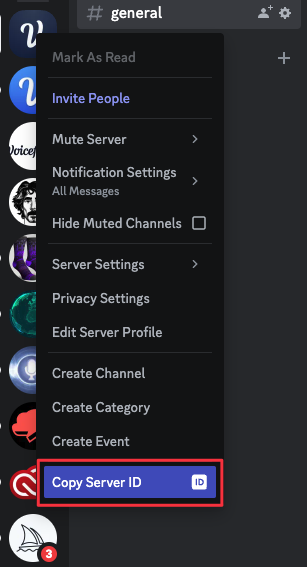 # general
Mark As Read
Invite People
Mute Server
Notification Settings
All Messages
Hide Muted Channels
Server Settings
Privacy Settings
Edit Server Profile
Create Channel
Create Category
Create Event
Copy Server ID ID
Voicef
3